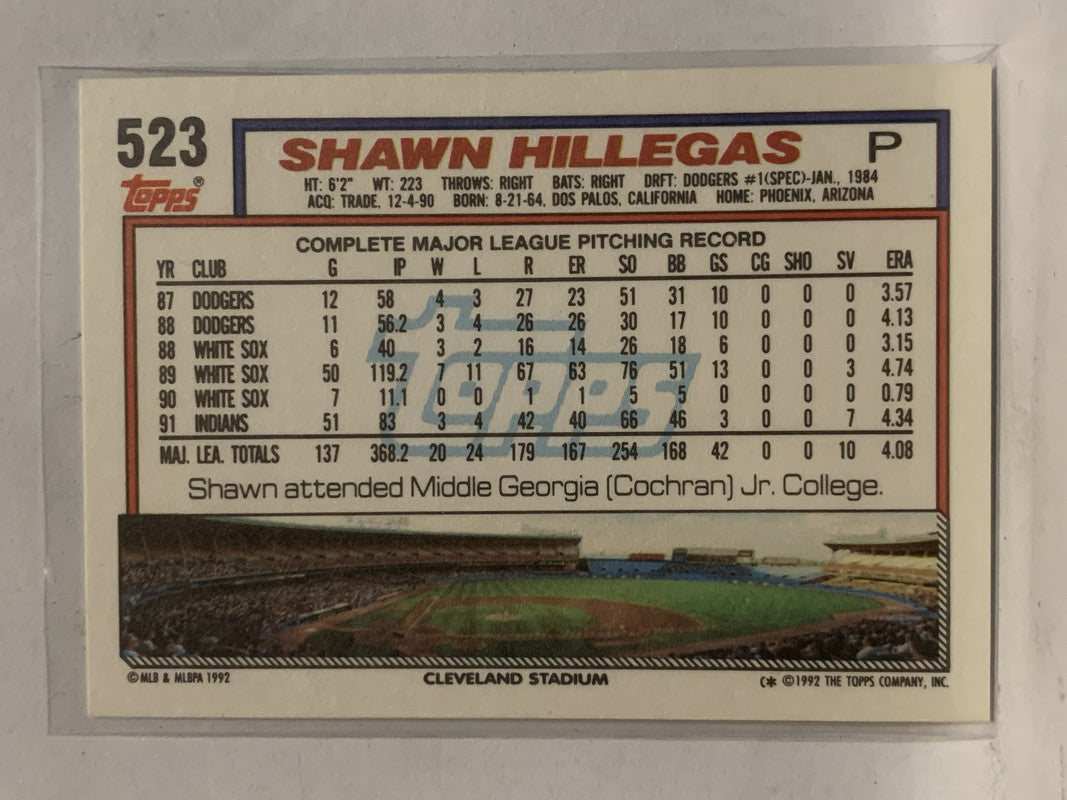 523
SHAWN HILLEGAS P
topps®
HT: 6'2" WT: 223 THROWS: RIGHT BATS: RIGHT DRFT: DODGERS #1(SPEC)-JAN., 1984
ACQ: TRADE, 12-4-90 BORN: 8-21-64, DOS PALOS, CALIFORNIA HOME: PHOENIX, ARIZONA
COMPLETE MAJOR LEAGUE PITCHING RECORD
YR CLUB G IP W L R ER SO BB GS CG SHO SV ERA
87 DODGERS 12 58 4 3 27 23 51 31 10 0 0 0 3.57
88 DODGERS 11 56.2 3 4 26 26 30 17 10 0 0 0 4.13
88 WHITE SOX 6 40 3 2 16 14 26 18 6 0 0 0 3.15
89 WHITE SOX 50 119.2 7 11 67 63 76 51 13 0 0 3 4.74
90 WHITE SOX 7 11.1 0 0 1 1 5 5 0 0 0 0 0.79
91 INDIANS 51 83 3 4 42 40 66 46 3 0 0 7 4.34
MAJ. LEA. TOTALS 137 368.2 20 24 179 167 254 168 42 0 0 10 4.08
topps
Shawn attended Middle Georgia (Cochran) Jr. College.
©MLB & MLBPA 1992 CLEVELAND STADIUM C* ©1992 THE TOPPS COMPANY, INC.